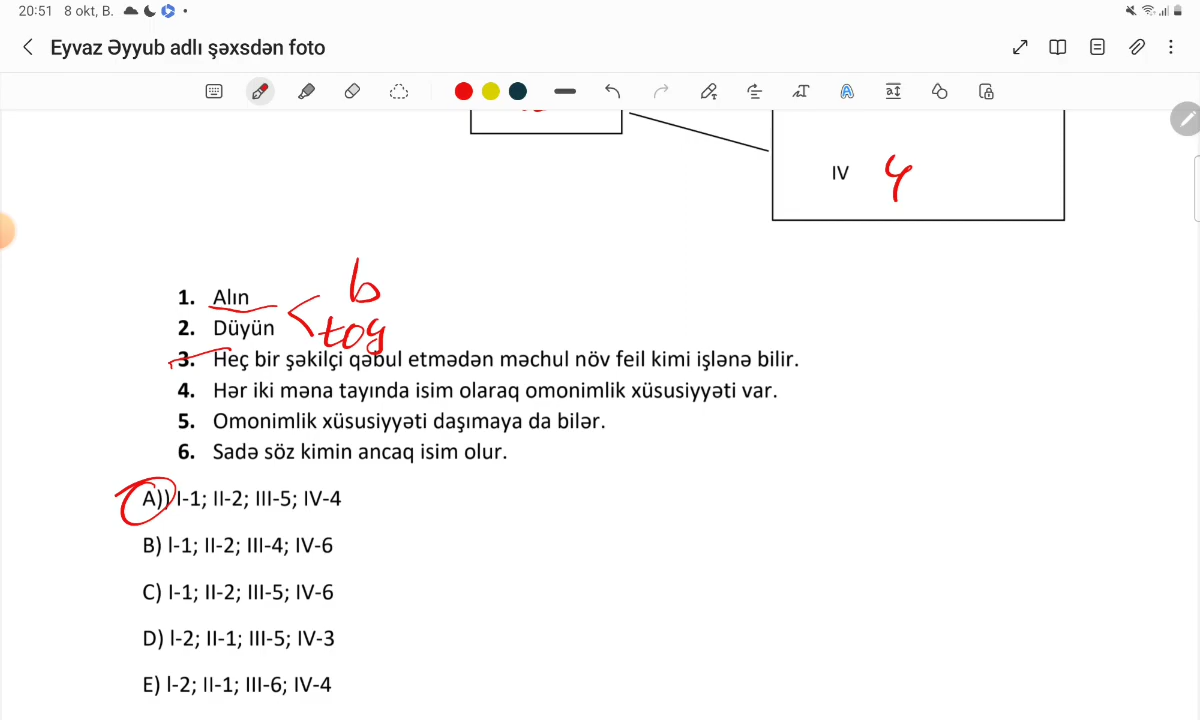 20:51 8 okt, B.
Eyvaz Əyyub adlı şəxsdən foto
IV 4
b
1. Alın
2. Düyün
toy
3. Heç bir şəkilçi qəbul etmədən məchul növ feil kimi işlənə bilir.
4. Hər iki məna tayında isim olaraq omonimlik xüsusiyyəti var.
5. Omonimlik xüsusiyyəti daşımaya da bilər.
6. Sadə söz kimin ancaq isim olur.
A)) I-1; II-2; III-5; IV-4
B) I-1; II-2; III-4; IV-6
C) I-1; II-2; III-5; IV-6
D) I-2; II-1; III-5; IV-3
E) I-2; II-1; III-6; IV-4